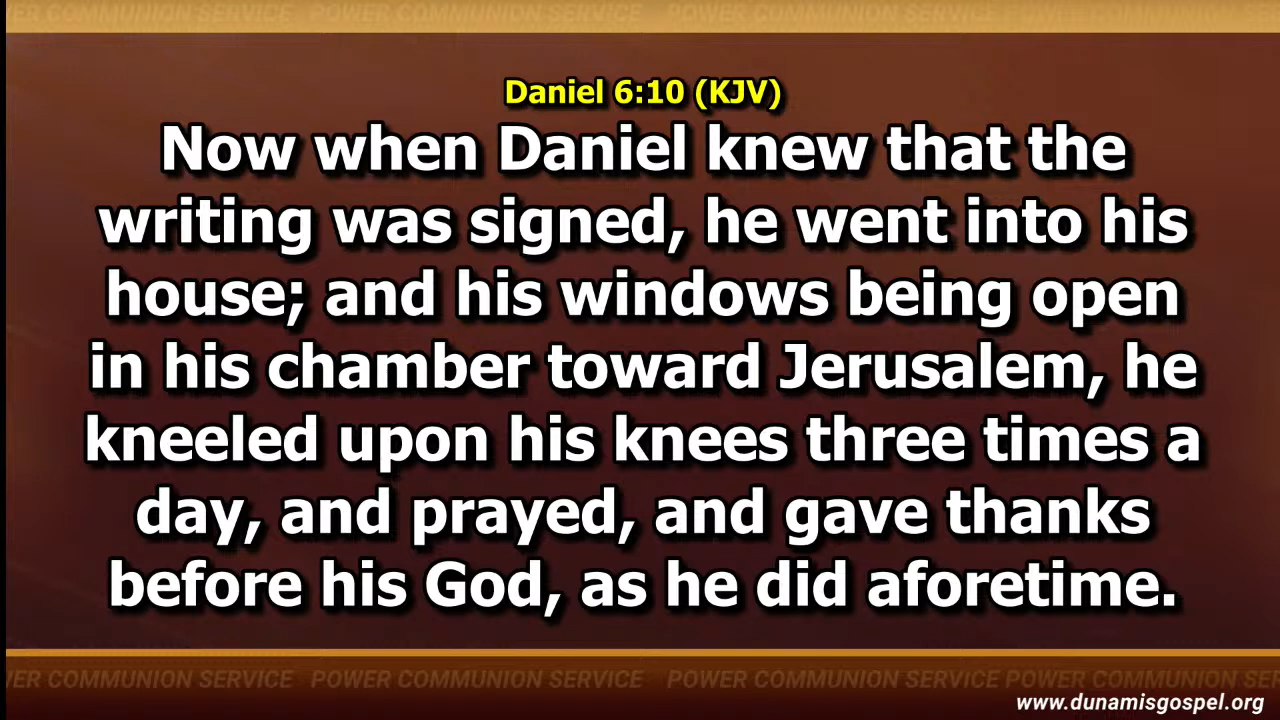 POWER COMMUNION SERVICE POWER COMMUNION SERVICE POWER COMMUNION SERVICE
Daniel 6:10 (KJV)
Now when Daniel knew that the
writing was signed, he went into his
house; and his windows being open
in his chamber toward Jerusalem, he
kneeled upon his knees three times a
day, and prayed, and gave thanks
before his God, as he did aforetime.
ER COMMUNION SERVICE POWER COMMUNION SERVICE POWER COMMUNION SERVICE
www.dunamisgospel.org